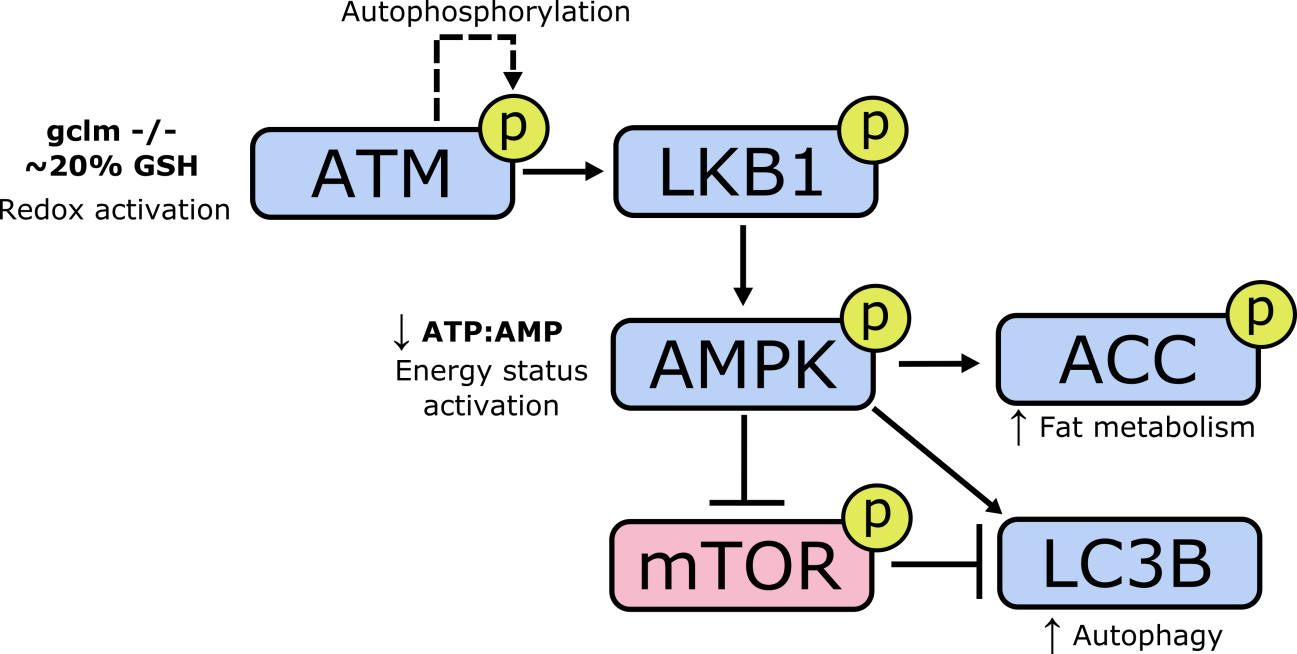 Autophosphorylation
gclm -/-
~20% GSH
Redox activation
ATM
p
LKB1
p
↓ ATP:AMP
Energy status
activation
AMPK
p
ACC
p
↑ Fat metabolism
mTOR
p
LC3B
↑ Autophagy